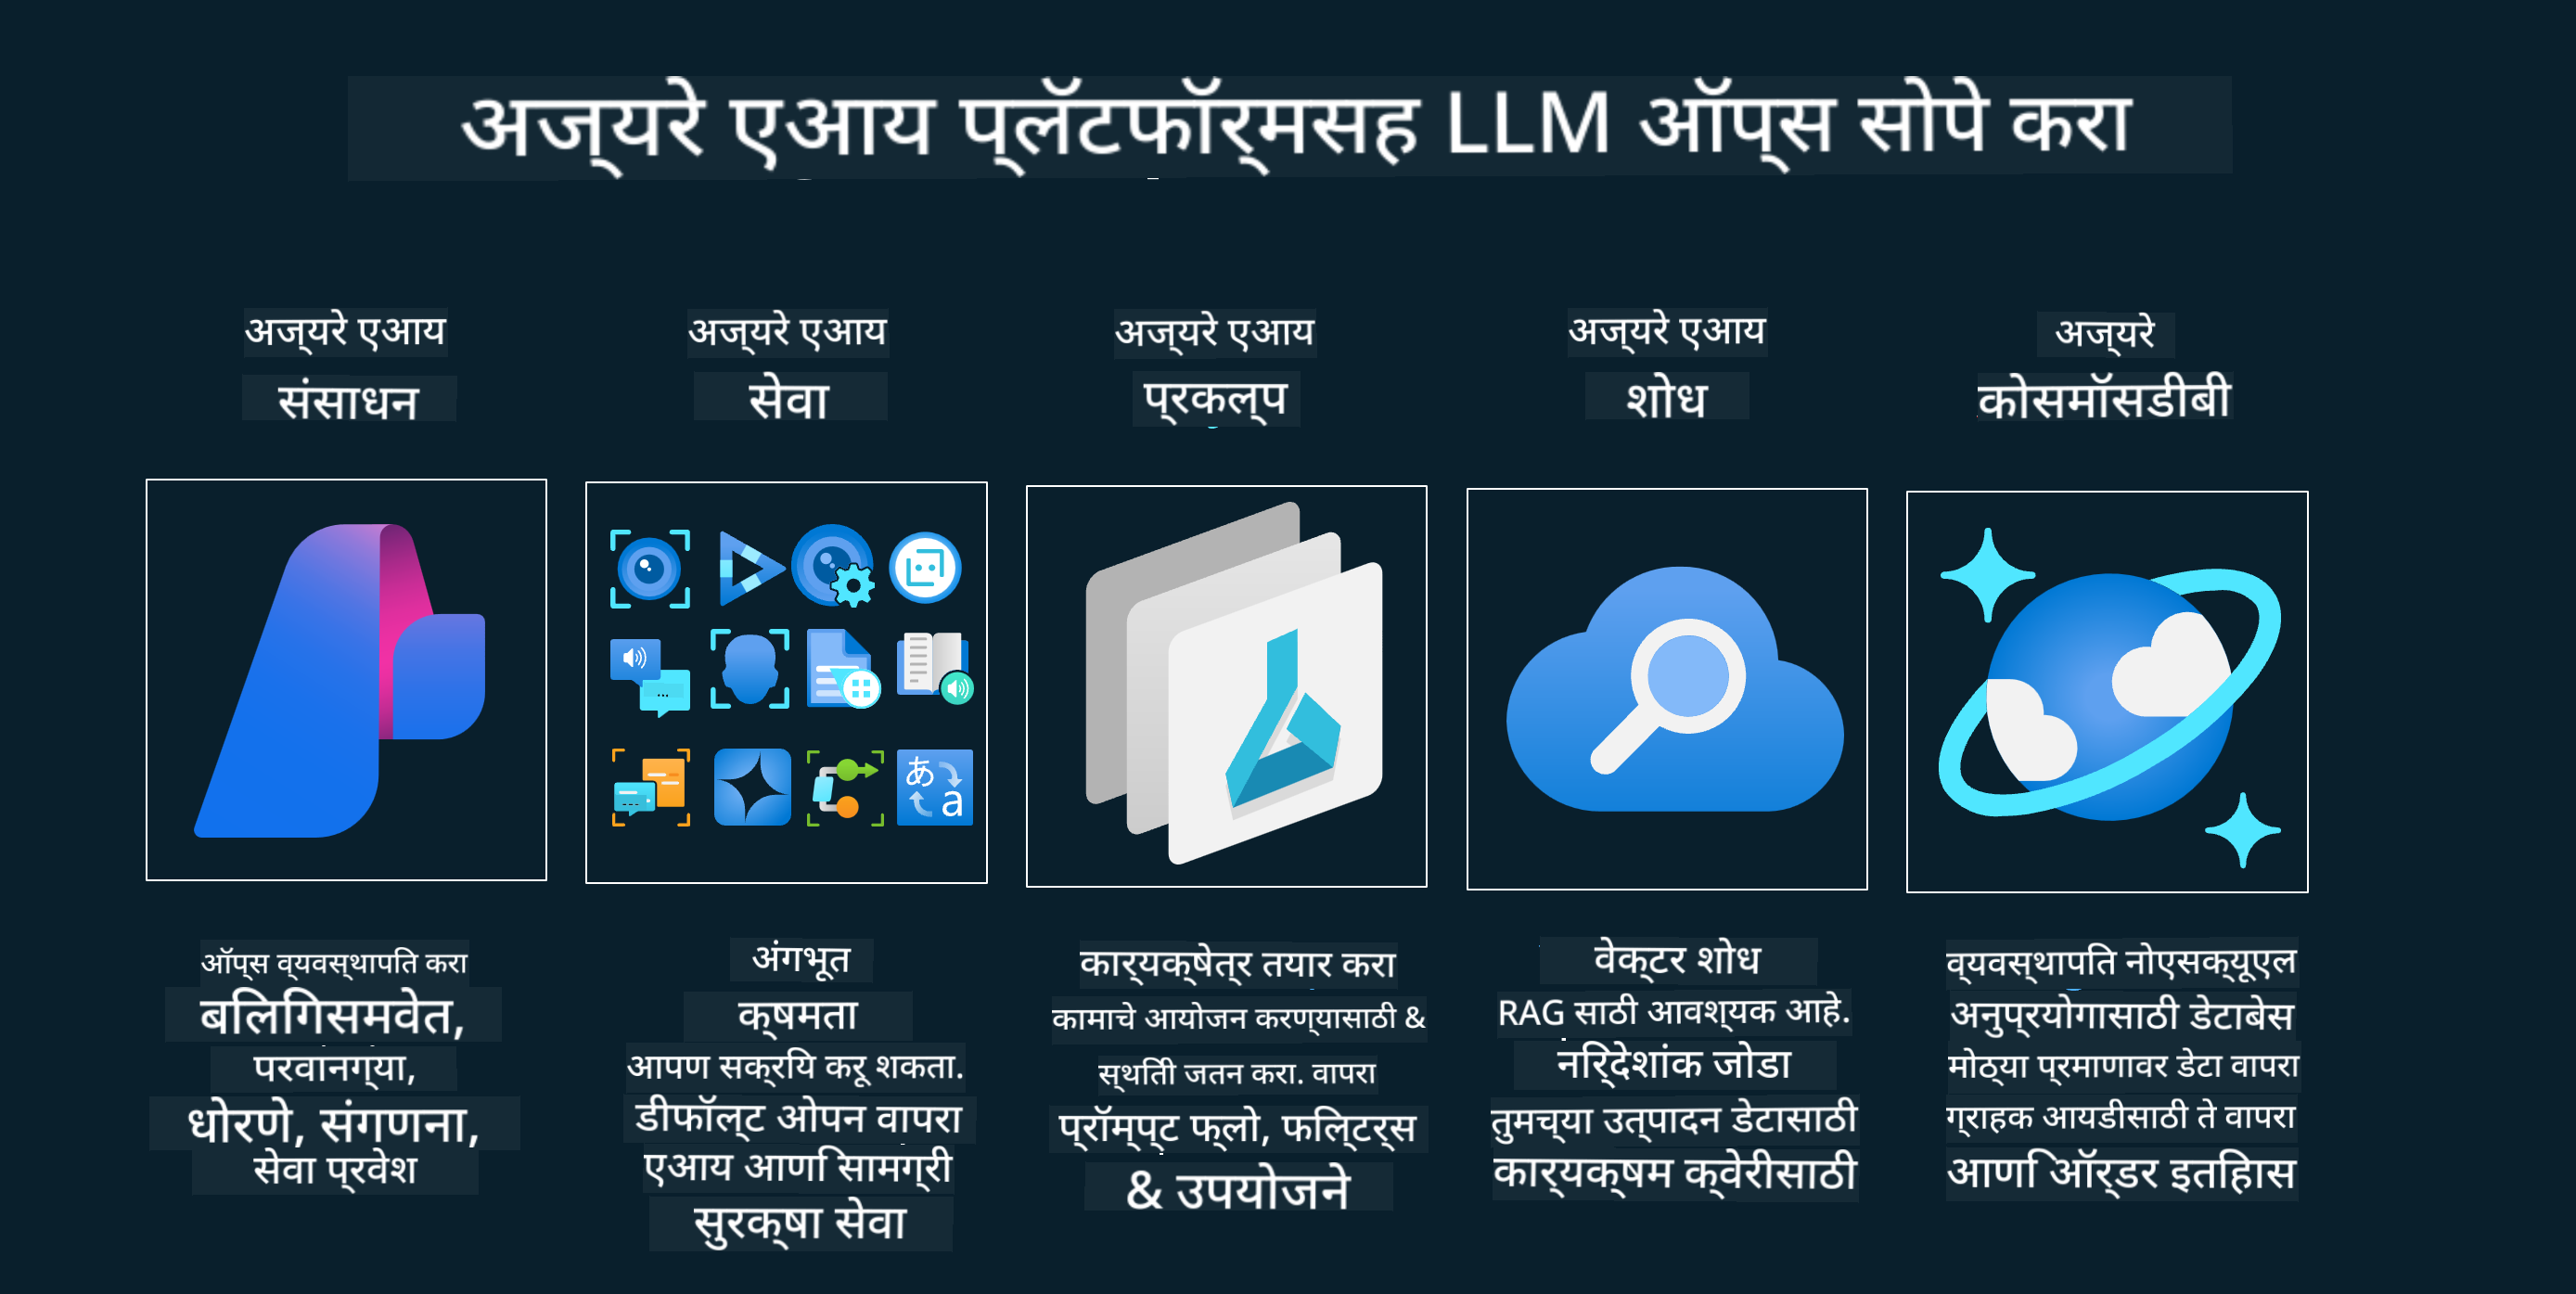 अज्यरे एआय प्लॅटफॉर्मसह LLM ऑप्स सोपे करा
अज्यरे एआय
संसाधन
अज्यरे एआय
सेवा
अज्यरे एआय
प्रकल्प
अज्यरे एआय
शोध
अज्यरे
कोसमॉसडीबी
あ
a
ऑप्स व्यवस्थापित करा
बिलिंगसमवेत,
परवानग्या,
धोरणे, संगणना,
सेवा प्रवेश
अंगभूत
क्षमता
आपण सक्रिय करू शकता.
डीफॉल्ट ओपन वापरा
एआय आणि सामग्री
सुरक्षा सेवा
कार्यक्षेत्र तयार करा
कामाचे आयोजन करण्यासाठी &
स्थिती जतन करा. वापरा
प्रॉम्प्ट फ्लो, फिल्टर्स
& उपयोजने
वेक्टर शोध
RAG साठी आवश्यक आहे.
निर्देशांक जोडा
तुमच्या उत्पादन डेटासाठी
कार्यक्षम क्वेरीसाठी
व्यवस्थापित नोएसक्यूएल
अनुप्रयोगासाठी डेटाबेस
मोठ्या प्रमाणावर डेटा वापरा
ग्राहक आयडीसाठी ते वापरा
आणि ऑर्डर इतिहास